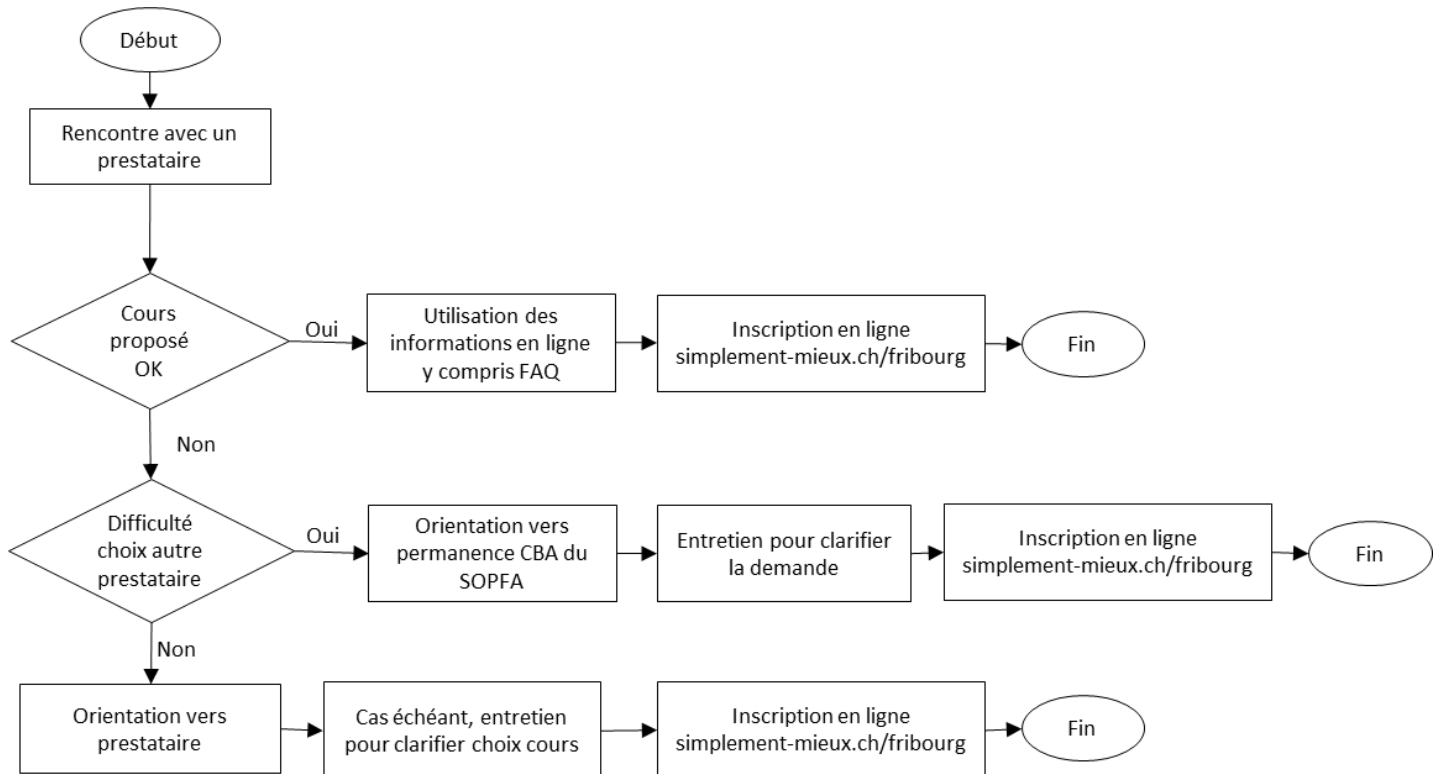 Début
Rencontre avec un
prestataire
Cours
proposé
OK
Oui
Utilisation des
informations en ligne
y compris FAQ
Inscription en ligne
simplement-mieux.ch/fribourg
Fin
Non
Difficulté
choix autre
prestataire
Oui
Orientation vers
permanence CBA du
SOPFA
Entretien pour clarifier
la demande
Inscription en ligne
simplement-mieux.ch/fribourg
Fin
Non
Orientation vers
prestataire
Cas échéant, entretien
pour clarifier choix cours
Inscription en ligne
simplement-mieux.ch/fribourg
Fin